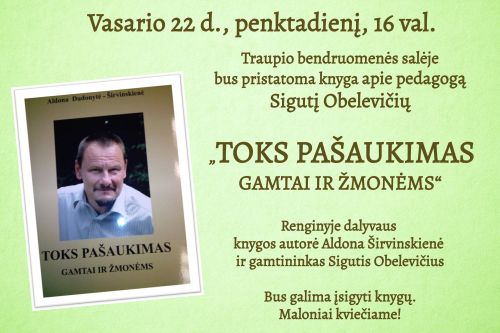 Vasario 22 d., penktadienį, 16 val.
Traupio bendruomenės salėje
bus pristatoma knyga apie pedagogą
Sigutį Obelevičių
„TOKS PAŠAUKIMAS
GAMTAI IR ŽMONĖMS“
Renginyje dalyvaus
knygos autorė Aldona Širvinskienė
ir gamtininkas Sigutis Obelevičius
Bus galima įsigyti knygų.
Maloniai kviečiame!
Aldona Dudonytė - Širvinskienė
TOKS PAŠAUKIMAS
GAMTAI IR ŽMONĖMS